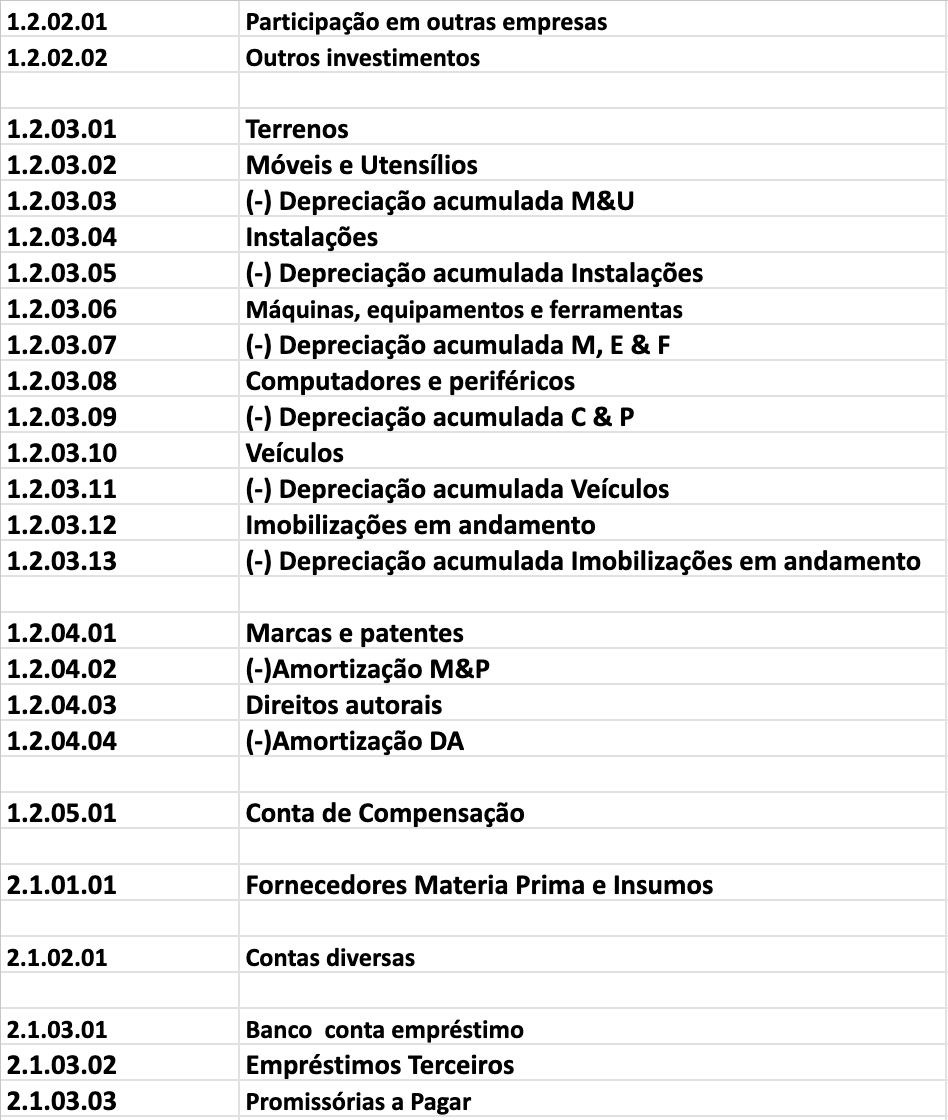 1.2.02.01 Participação em outras empresas
1.2.02.02 Outros investimentos
1.2.03.01 Terrenos
1.2.03.02 Móveis e Utensílios
1.2.03.03 (-) Depreciação acumulada M&U
1.2.03.04 Instalações
1.2.03.05 (-) Depreciação acumulada Instalações
1.2.03.06 Máquinas, equipamentos e ferramentas
1.2.03.07 (-) Depreciação acumulada M, E & F
1.2.03.08 Computadores e periféricos
1.2.03.09 (-) Depreciação acumulada C & P
1.2.03.10 Veículos
1.2.03.11 (-) Depreciação acumulada Veículos
1.2.03.12 Imobilizações em andamento
1.2.03.13 (-) Depreciação acumulada Imobilizações em andamento
1.2.04.01 Marcas e patentes
1.2.04.02 (-)Amortização M&P
1.2.04.03 Direitos autorais
1.2.04.04 (-)Amortização DA
1.2.05.01 Conta de Compensação
2.1.01.01 Fornecedores Materia Prima e Insumos
2.1.02.01 Contas diversas
2.1.03.01 Banco  conta empréstimo
2.1.03.02 Empréstimos Terceiros
2.1.03.03 Promissórias a Pagar